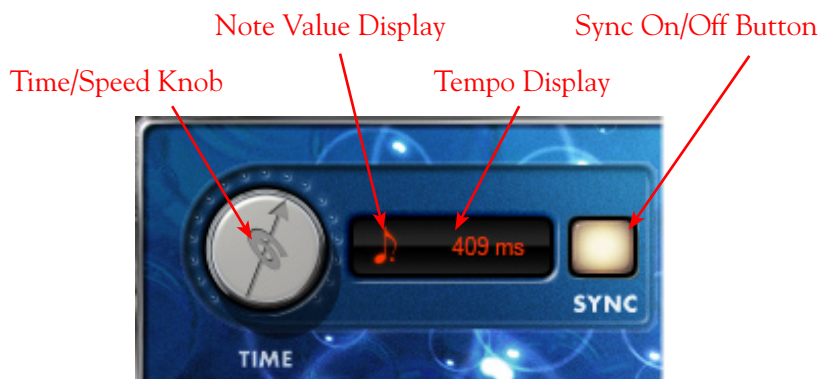 Note Value Display
Sync On/Off Button
Time/Speed Knob
Tempo Display
409 ms
SYNC
TIME